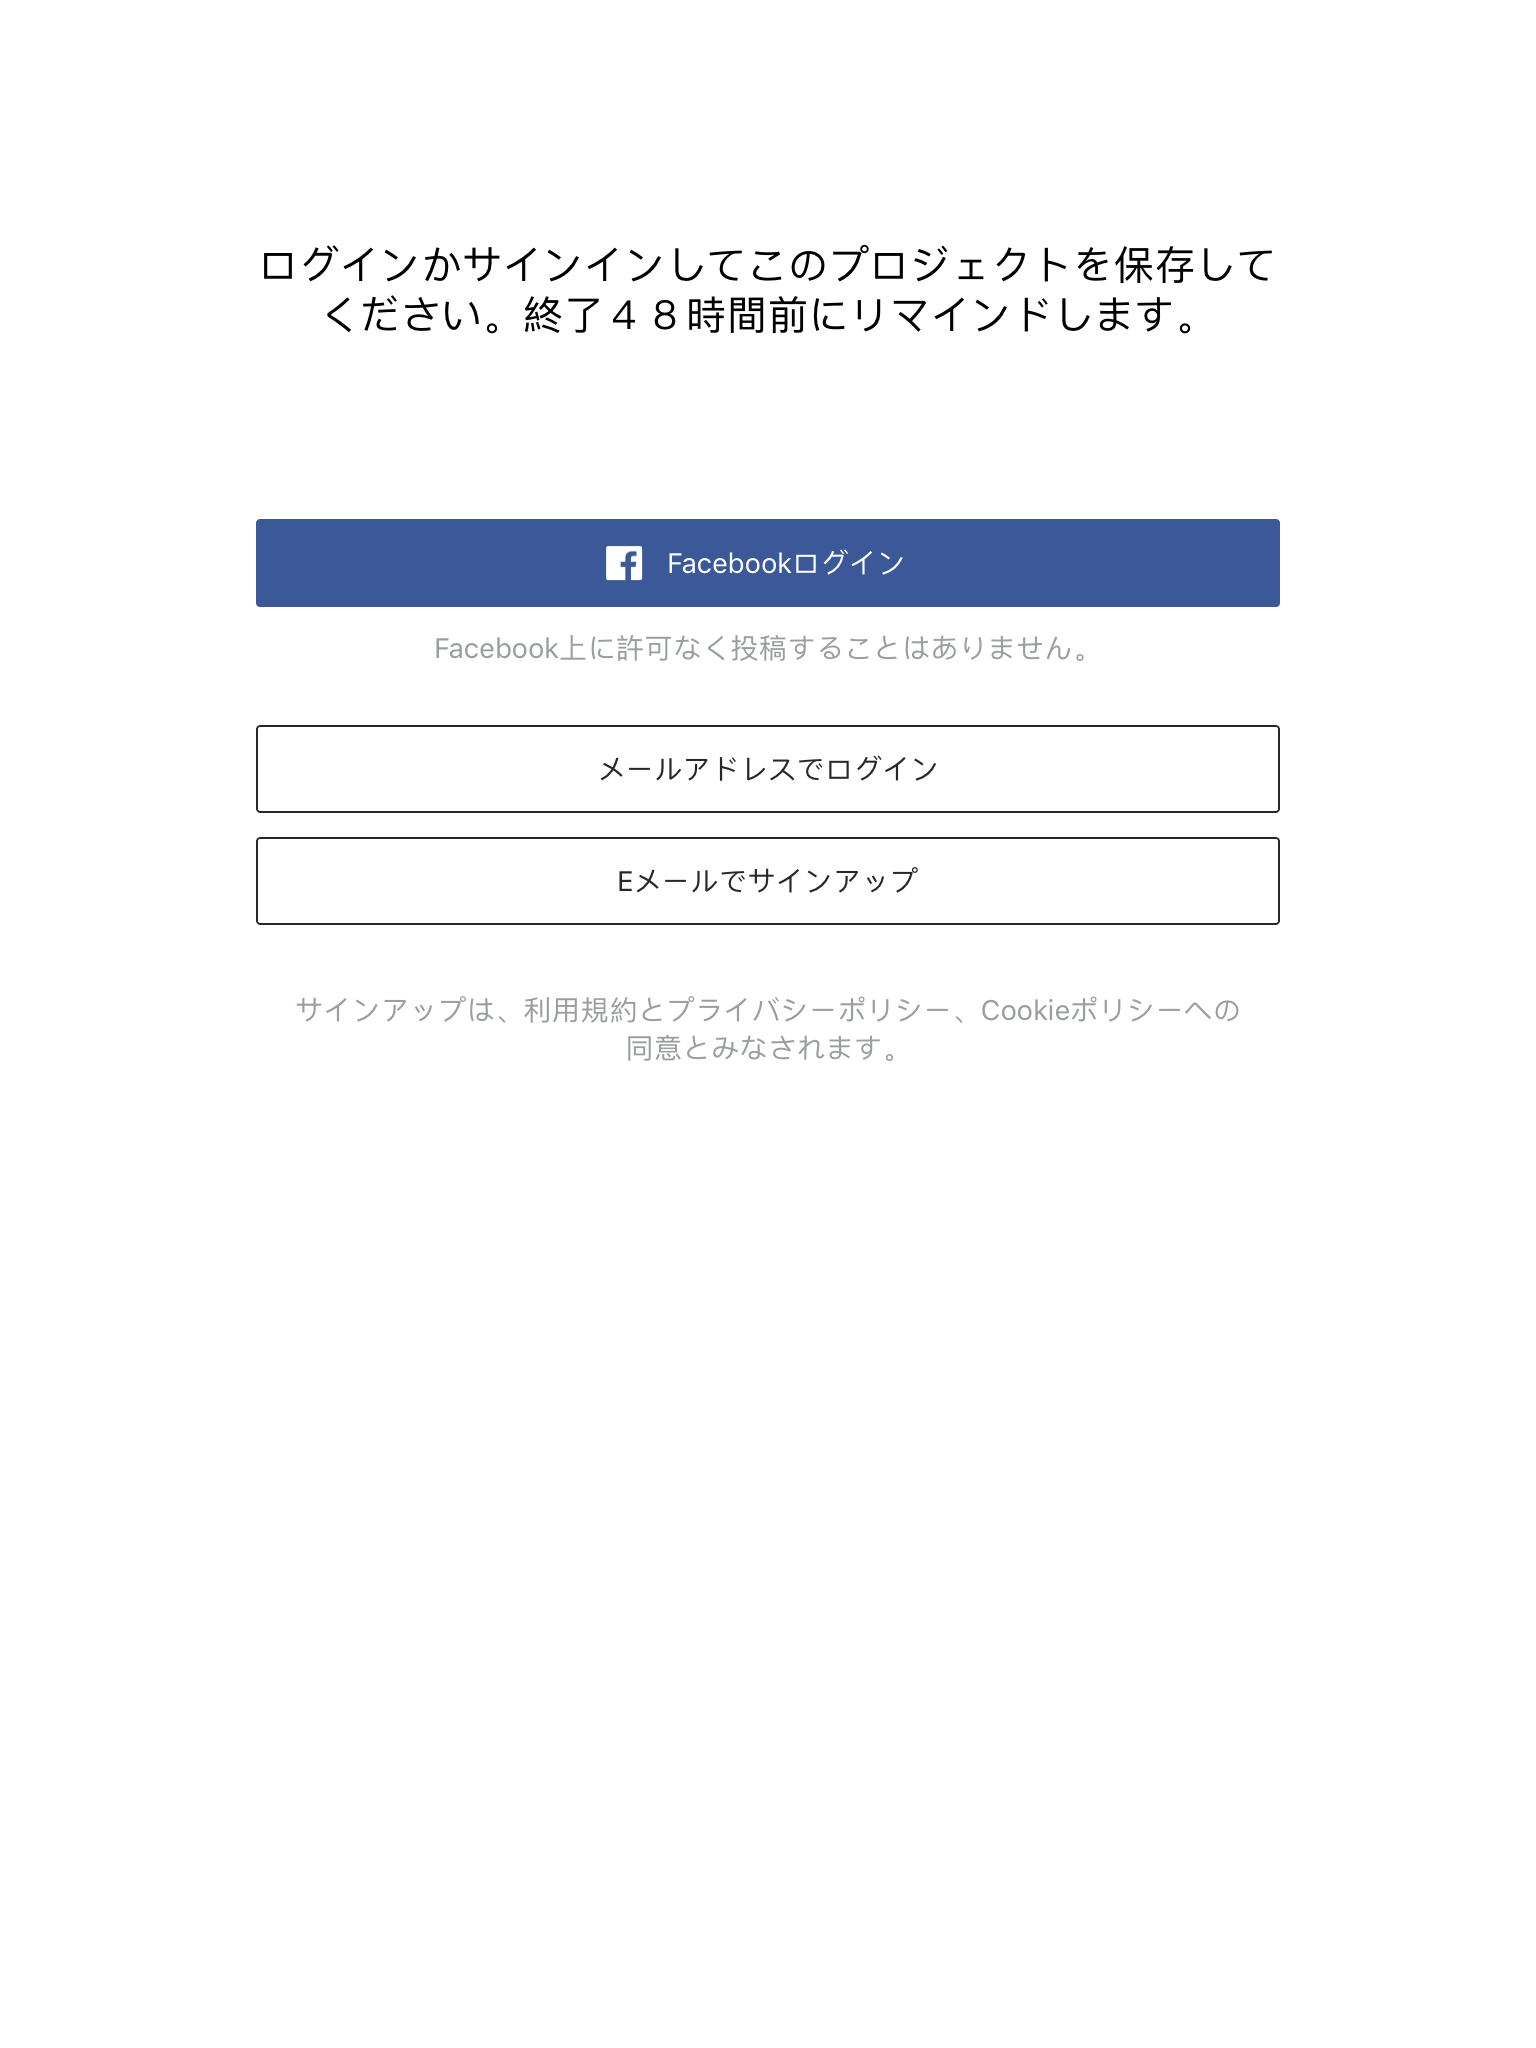 ログインかサインインしてこのプロジェクトを保存して
ください。終了４８時間前にリマインドします。
Facebookログイン
Facebook上に許可なく投稿することはありません。
メールアドレスでログイン
Eメールでサインアップ
サインアップは、利用規約とプライバシーポリシー、Cookieポリシーへの
同意とみなされます。